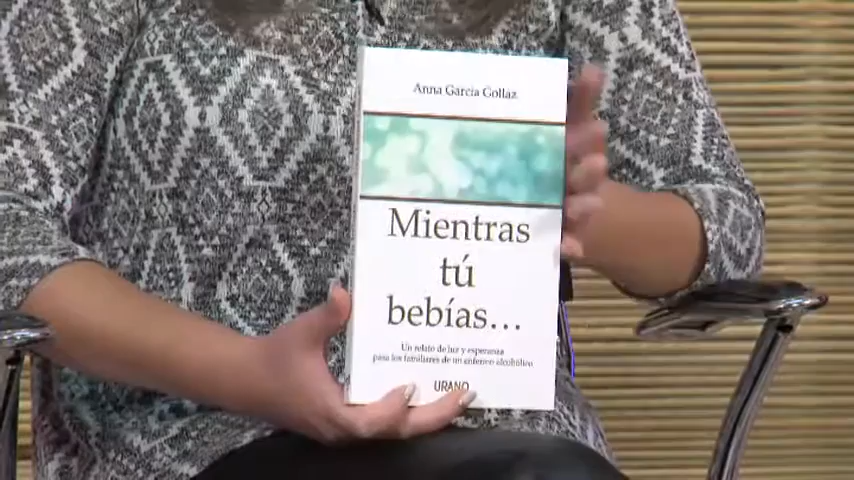 Anna García Gollaz
Mientras
tú
bebías...
Un relato de luz y esperanza
para los familiares de un enfermo alcohólico
URANO